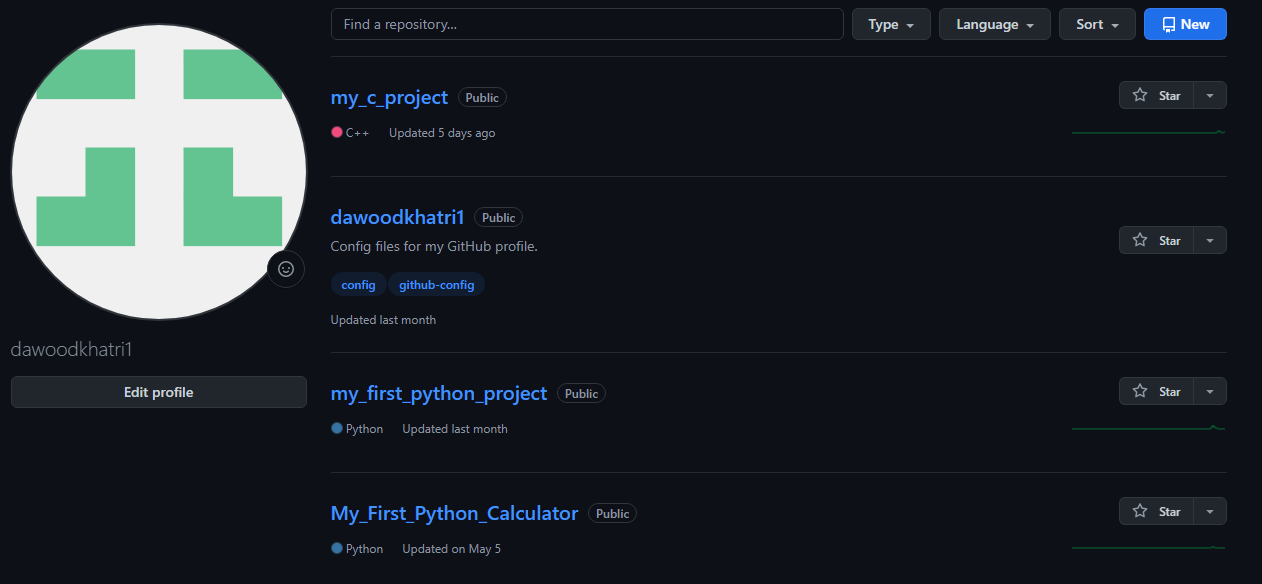 Find a repository...
Type
Language
Sort
New
my_c_project
Public
Star
C++
Updated 5 days ago
dawoodkhatri1
Public
Config files for my GitHub profile.
Star
config
github-config
Updated last month
dawoodkhatri1
Edit profile
my_first_python_project
Public
Star
Python
Updated last month
My_First_Python_Calculator
Public
Star
Python
Updated on May 5